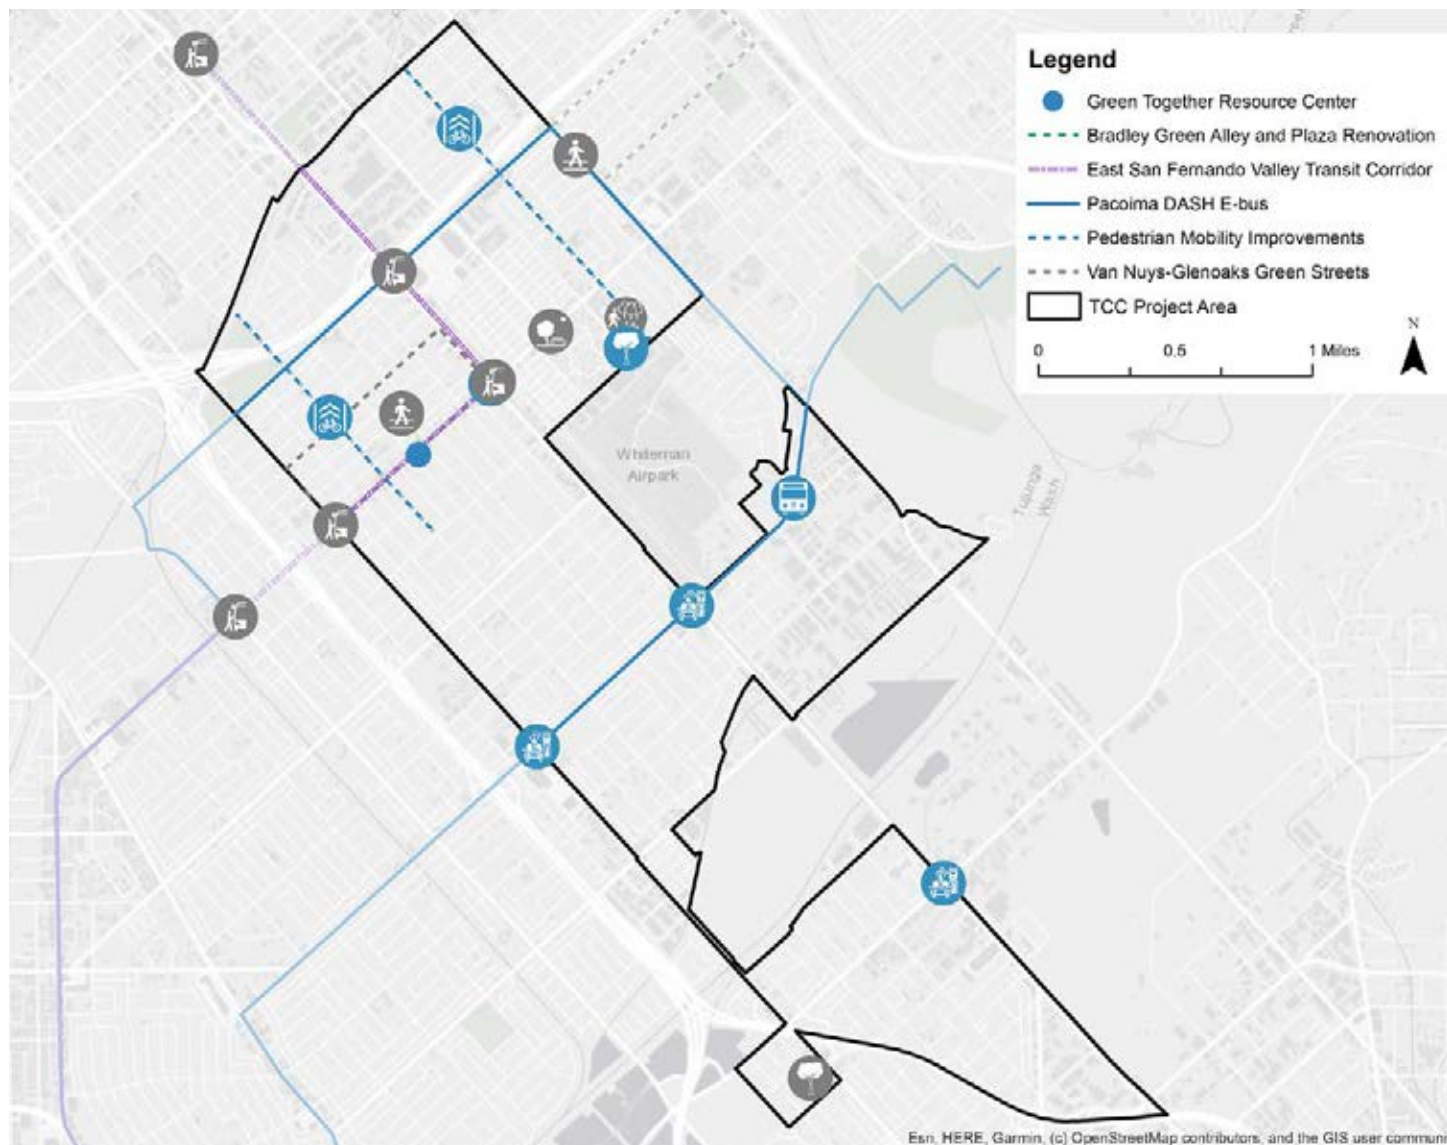 Legend
Green Together Resource Center
Bradley Green Alley and Plaza Renovation
East San Fernando Valley Transit Corridor
Pacoima DASH E-bus
Pedestrian Mobility Improvements
Van Nuys-Glenoaks Green Streets
TCC Project Area
N
0 0.5 1 Miles
Whiteman
Airpark
Tujunga
Wash
Esri, HERE, Garmin, (c) OpenStreetMap contributors, and the GIS user commun